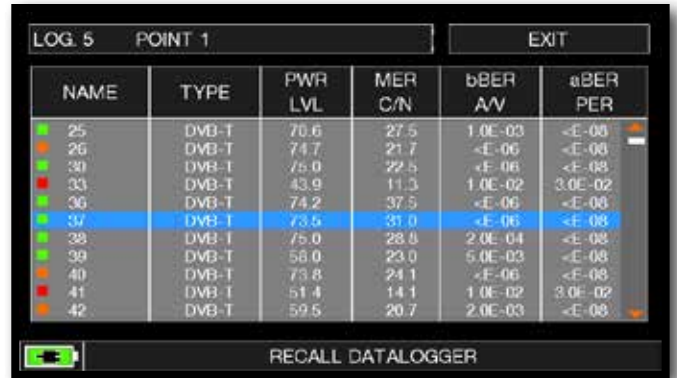 LOG. 5 POINT 1 EXIT
NAME TYPE PWR LVL MER C/N bBER A/V aBER PER
25 DVB-T 70.6 27.5 1.0E-03 <E-08
26 DVB-T 74.7 21.7 <E-06 <E-08
30 DVB-T 75.0 22.5 <E-06 <E-08
33 DVB-T 43.9 11.3 1.0E-02 3.0E-02
36 DVB-T 74.2 37.5 <E-06 <E-08
37 DVB-T 73.5 31.0 <E-06 <E-08
38 DVB-T 75.0 28.8 2.0E-04 <E-08
39 DVB-T 58.0 23.0 5.0E-03 <E-08
40 DVB-T 73.8 24.1 <E-06 <E-08
41 DVB-T 51.4 14.1 1.0E-02 3.0E-02
42 DVB-T 59.5 20.7 2.0E-03 <E-08
RECALL DATALOGGER